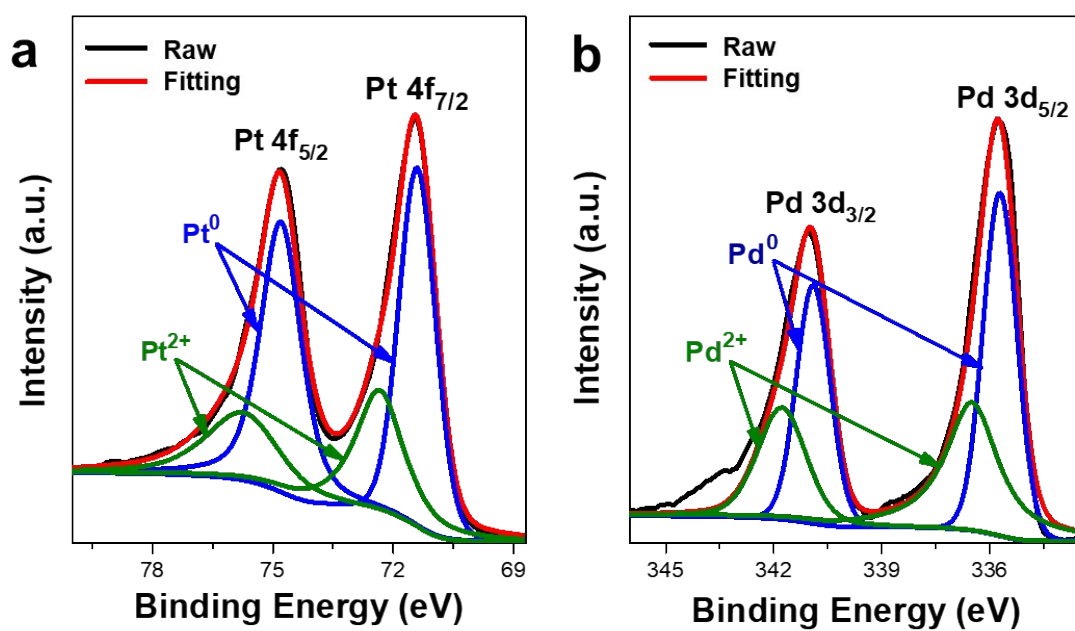 a
Raw
Fitting
Pt 4f7/2
Pt 4f5/2
Pt0
Pt2+
Intensity (a.u.)
78 75 72 69
Binding Energy (eV)
b
Raw
Fitting
Pd 3d5/2
Pd 3d3/2
Pd0
Pd2+
Intensity (a.u.)
345 342 339 336
Binding Energy (eV)